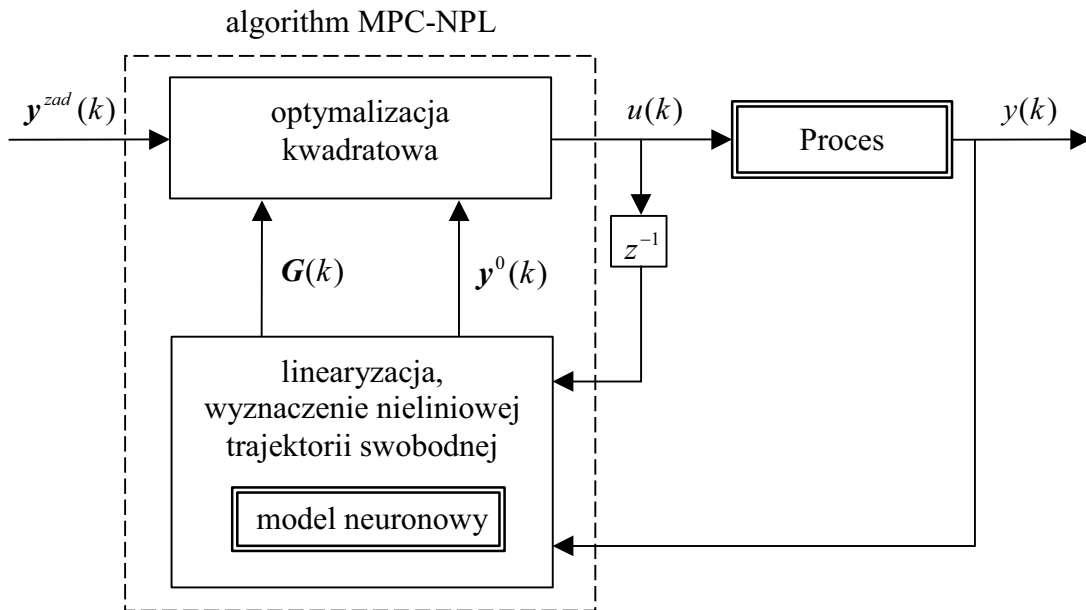 algorithm MPC-NPL
y^{zad}(k)
optymalizacja
kwadratowa
u(k)
Proces
y(k)
z^{-1}
G(k)
y^{0}(k)
linearyzacja,
wyznaczenie nieliniowej
trajektorii swobodnej
model neuronowy